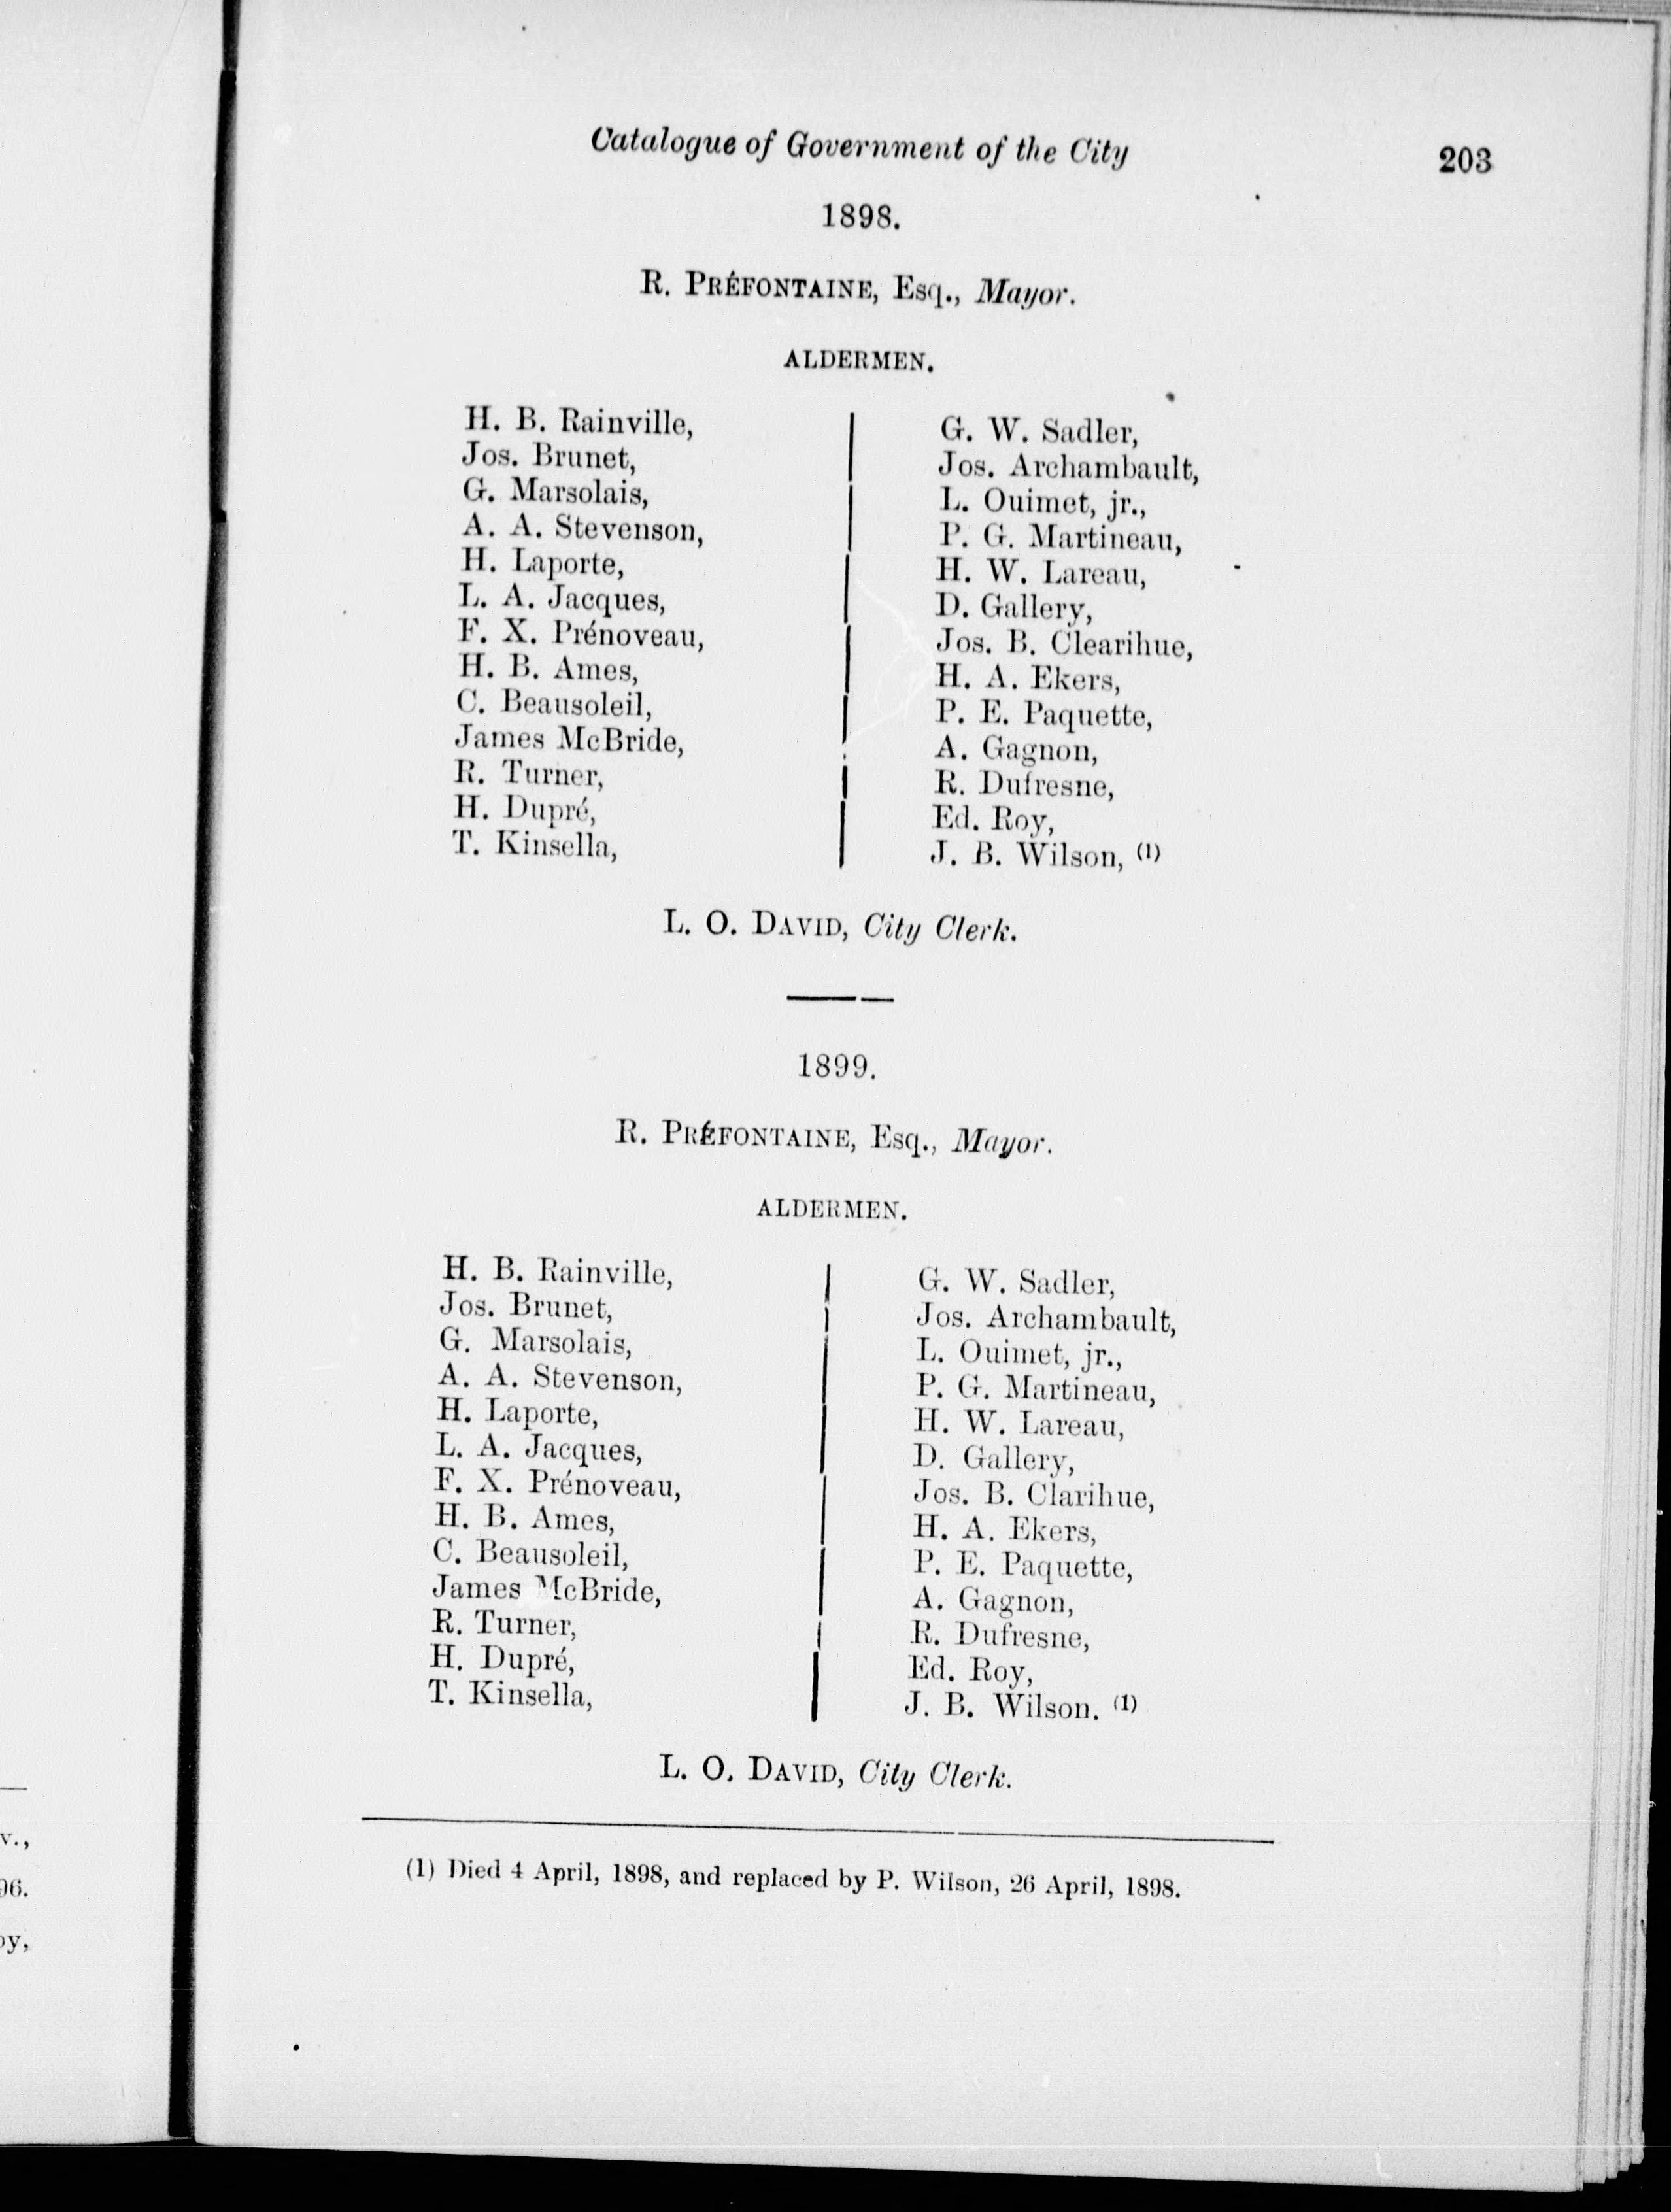 Catalogue of Government of the City 203
1898.
R. PRÉFONTAINE, Esq., Mayor.
ALDERMEN.
H. B. Rainville,
Jos. Brunet,
G. Marsolais,
A. A. Stevenson,
H. Laporte,
L. A. Jacques,
F. X. Prénoveau,
H. B. Ames,
C. Beausoleil,
James McBride,
R. Turner,
H. Dupré,
T. Kinsella,
G. W. Sadler,
Jos. Archambault,
L. Ouimet, jr.,
P. G. Martineau,
H. W. Lareau,
D. Gallery,
Jos. B. Clearihue,
H. A. Ekers,
P. E. Paquette,
A. Gagnon,
R. Dufresne,
Ed. Roy,
J. B. Wilson, (1)
L. O. DAVID, City Clerk.
1899.
R. PRÉFONTAINE, Esq., Mayor.
ALDERMEN.
H. B. Rainville,
Jos. Brunet,
G. Marsolais,
A. A. Stevenson,
H. Laporte,
L. A. Jacques,
F. X. Prénoveau,
H. B. Ames,
C. Beausoleil,
James McBride,
R. Turner,
H. Dupré,
T. Kinsella,
G. W. Sadler,
Jos. Archambault,
L. Ouimet, jr.,
P. G. Martineau,
H. W. Lareau,
D. Gallery,
Jos. B. Clarihue,
H. A. Ekers,
P. E. Paquette,
A. Gagnon,
R. Dufresne,
Ed. Roy,
J. B. Wilson. (1)
L. O. DAVID, City Clerk.
(1) Died 4 April, 1898, and replaced by P. Wilson, 26 April, 1898.